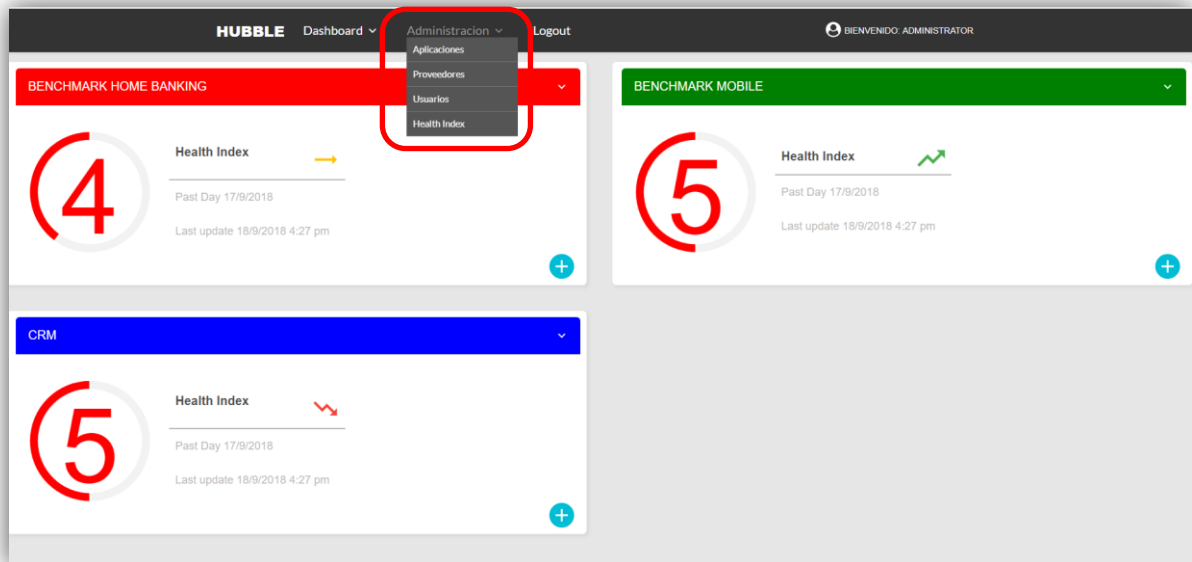 HUBBLE Dashboard Administracion Logout BIENVENIDO: ADMINISTRATOR
Aplicaciones
Proveedores
Usuarios
Health Index
BENCHMARK HOME BANKING
4
Health Index
Past Day 17/9/2018
Last update 18/9/2018 4:27 pm
BENCHMARK MOBILE
5
Health Index
Past Day 17/9/2018
Last update 18/9/2018 4:27 pm
CRM
5
Health Index
Past Day 17/9/2018
Last update 18/9/2018 4:27 pm